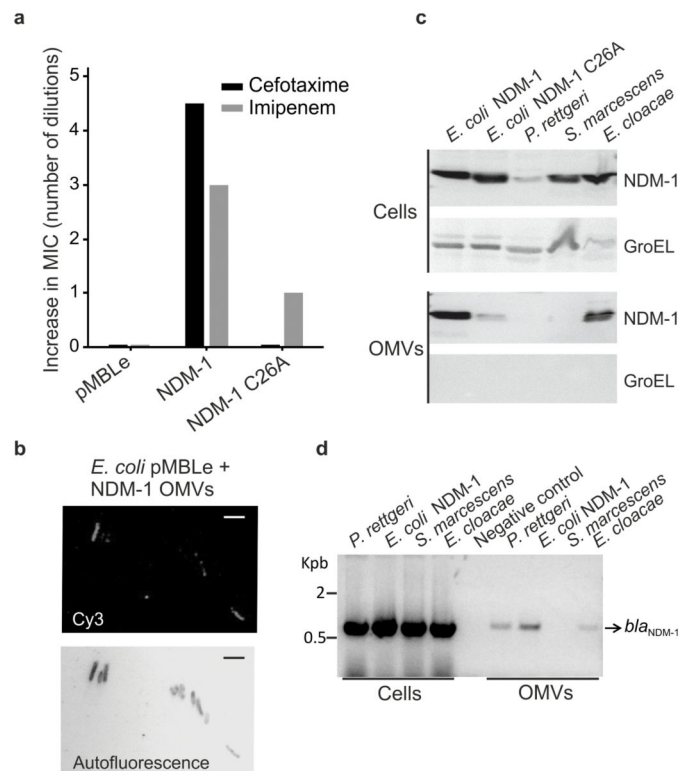 a
Increase in MIC (number of dilutions)
5
4
3
2
1
0
Cefotaxime
Imipenem
pMBLe
NDM-1
NDM-1 C26A
b
E. coli pMBLe +
NDM-1 OMVs
Cy3
Autofluorescence
c
E. coli NDM-1
E. coli NDM-1 C26A
P. rettgeri
S. marcescens
E. cloacae
Cells
NDM-1
GroEL
OMVs
NDM-1
GroEL
d
P. rettgeri
E. coli NDM-1
S. marcescens
E. cloacae
Negative control
P. rettgeri
E. coli NDM-1
S. marcescens
E. cloacae
Kpb
2
0.5
→ blaNDM-1
Cells
OMVs